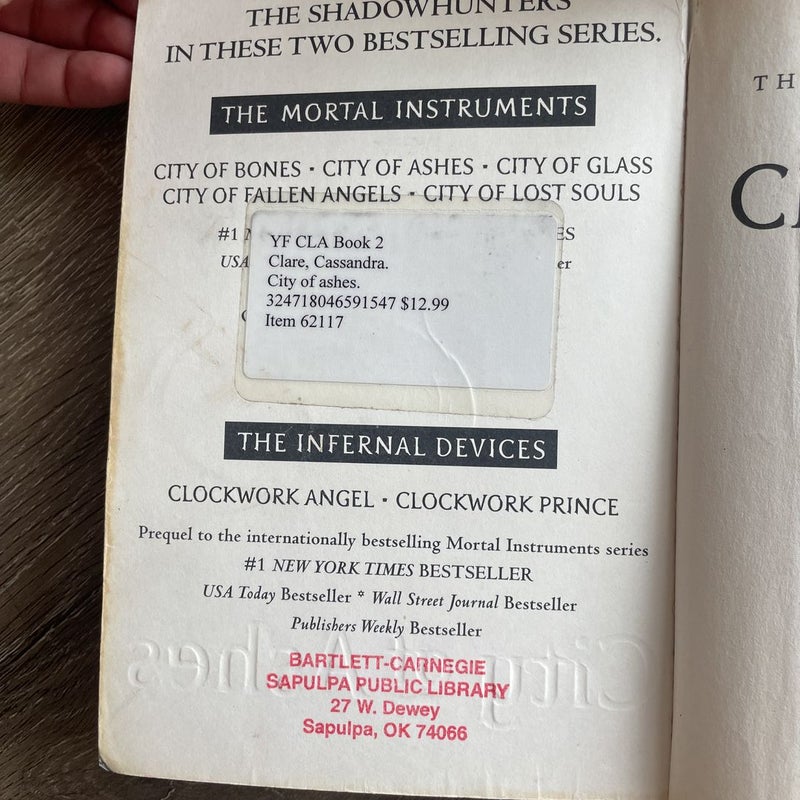 THE SHADOWHUNTERS
IN THESE TWO BESTSELLING SERIES.
THE MORTAL INSTRUMENTS
CITY OF BONES • CITY OF ASHES • CITY OF GLASS
CITY OF FALLEN ANGELS • CITY OF LOST SOULS
#1
USA
YF CLA Book 2
Clare, Cassandra.
City of ashes.
324718046591547 $12.99
Item 62117
THE INFERNAL DEVICES
CLOCKWORK ANGEL • CLOCKWORK PRINCE
Prequel to the internationally bestselling Mortal Instruments series
#1 NEW YORK TIMES BESTSELLER
USA Today Bestseller * Wall Street Journal Bestseller
Publishers Weekly Bestseller
City of Ashes
BARTLETT-CARNEGIE
SAPULPA PUBLIC LIBRARY
27 W. Dewey
Sapulpa, OK 74066
TH